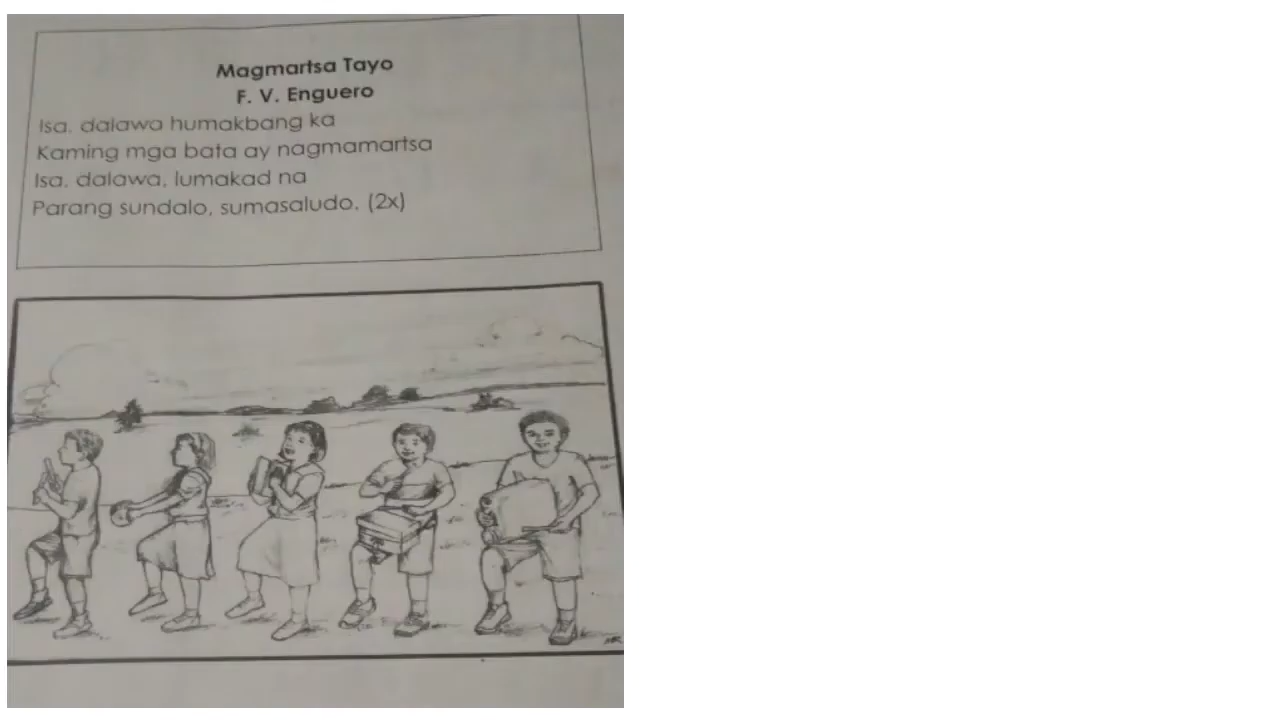 Magmartsa Tayo
F. V. Enguero
Isa, dalawa humakbang ka
Kaming mga bata ay nagmamartsa
Isa, dalawa, lumakad na
Parang sundalo, sumasaludo. (2x)